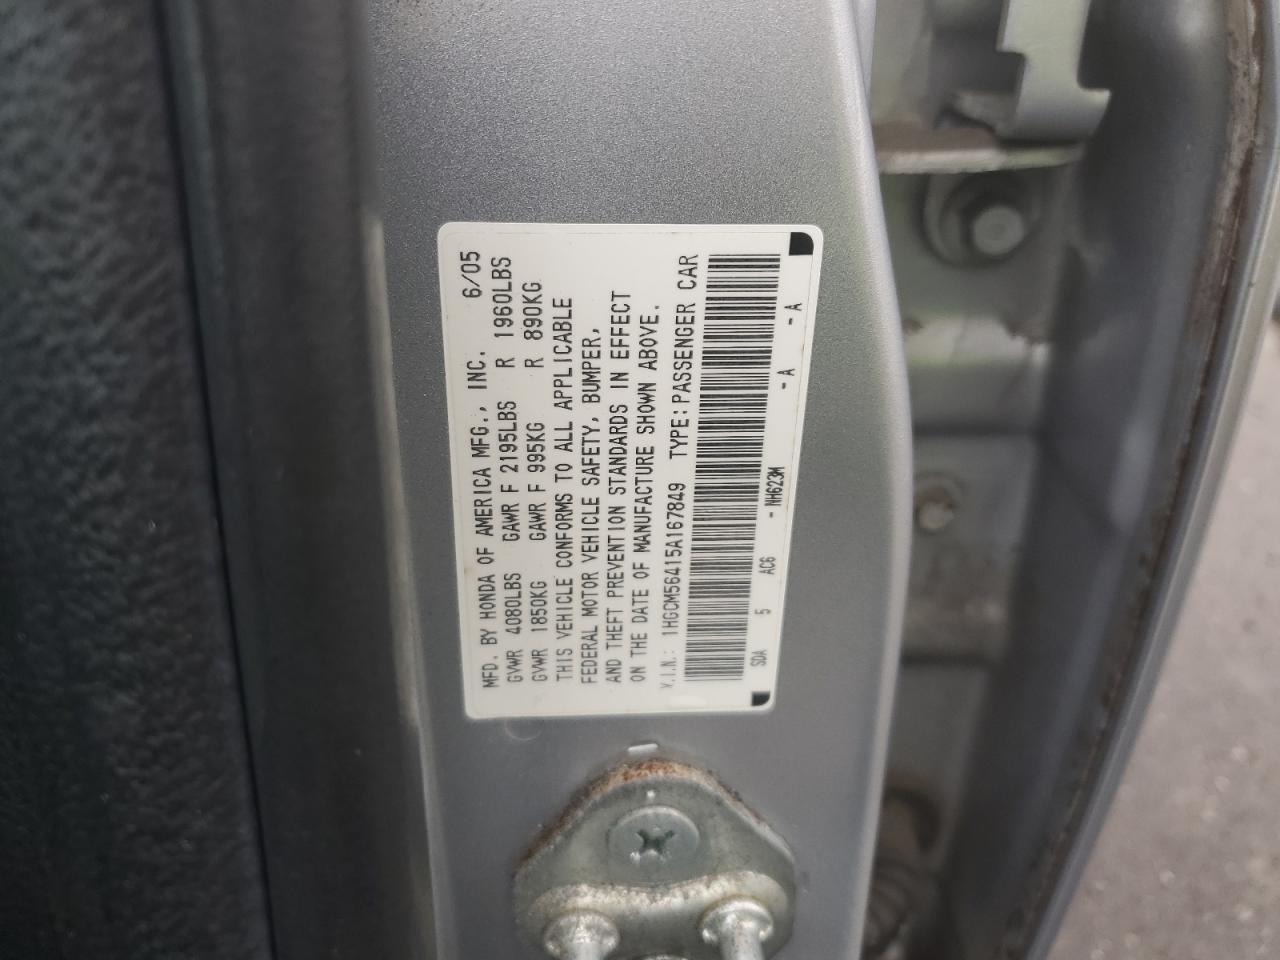 MFD. BY HONDA OF AMERICA MFG., INC. 6/05
GVWR 4080LBS GAWR F 2195LBS R 1960LBS
GVWR 1850KG GAWR F 995KG R 890KG
THIS VEHICLE CONFORMS TO ALL APPLICABLE
FEDERAL MOTOR VEHICLE SAFETY, BUMPER,
AND THEFT PREVENTION STANDARDS IN EFFECT
ON THE DATE OF MANUFACTURE SHOWN ABOVE.
V.I.N.: 1HGCM56415A167849 TYPE:PASSENGER CAR
SDA 5 AC6 - NH623M - A - A